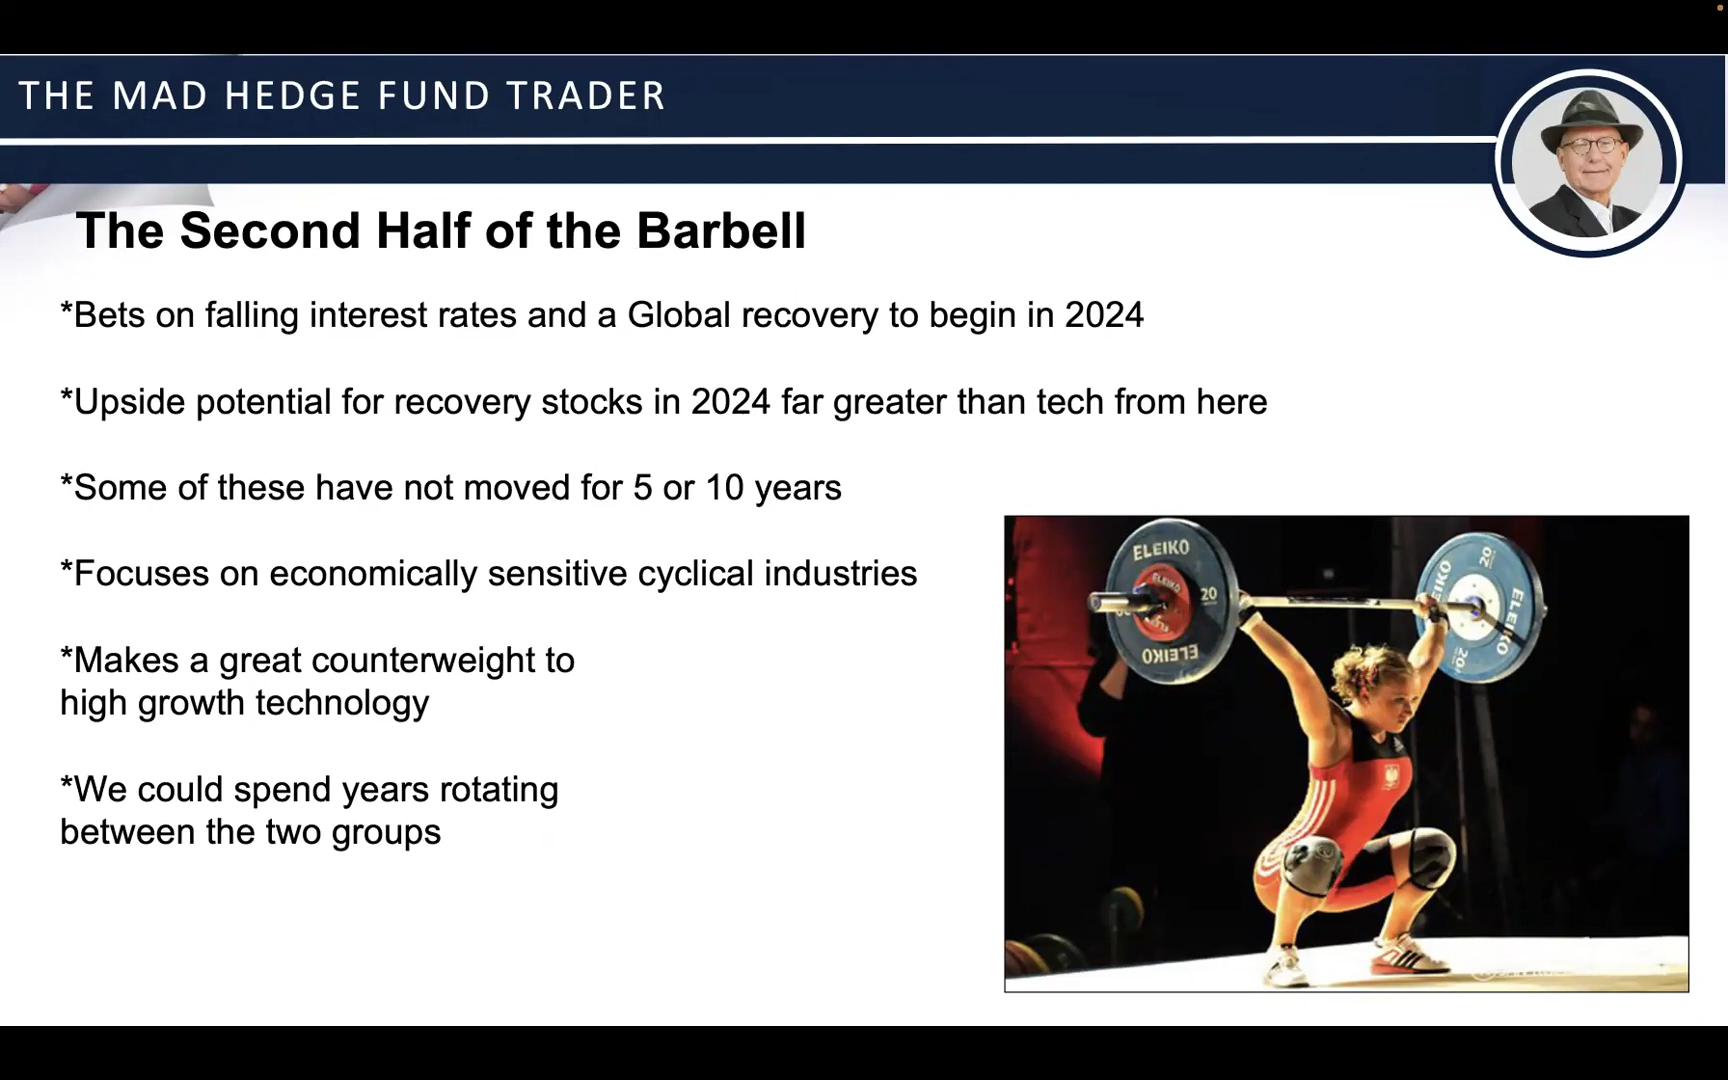 THE MAD HEDGE FUND TRADER
The Second Half of the Barbell
*Bets on falling interest rates and a Global recovery to begin in 2024
*Upside potential for recovery stocks in 2024 far greater than tech from here
*Some of these have not moved for 5 or 10 years
*Focuses on economically sensitive cyclical industries
*Makes a great counterweight to
high growth technology
*We could spend years rotating
between the two groups
ELEIKO
ELEIKO
20
ELEIKO
20
ELEIKO
ELEIKO
20